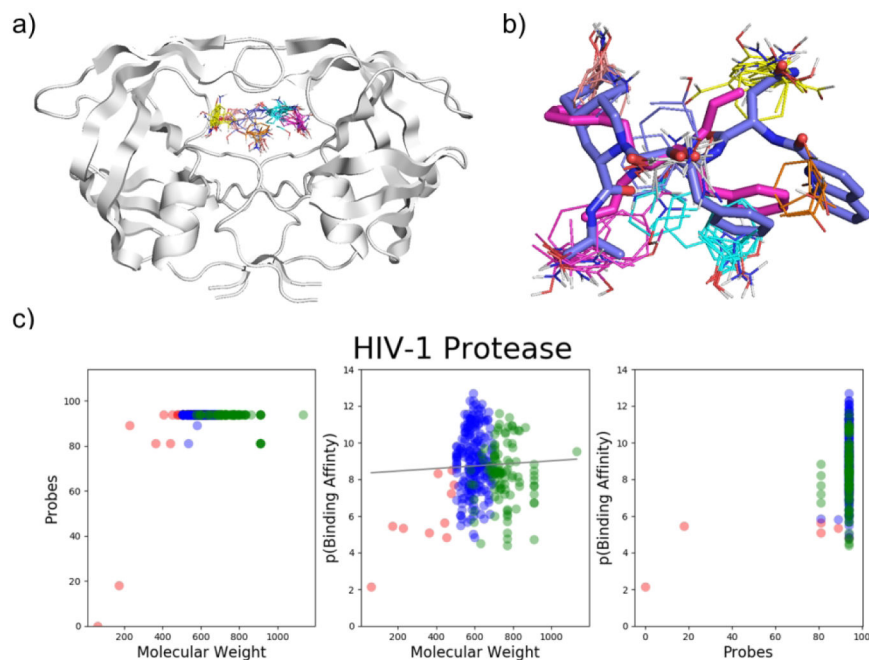 a)
b)
c)
HIV-1 Protease
Probes
100
80
60
40
20
0
200 400 600 800 1000
Molecular Weight
p(Binding Affinty)
14
12
10
8
6
4
2
0
200 400 600 800 1000
Molecular Weight
p(Binding Affinity)
14
12
10
8
6
4
2
0
0 20 40 60 80 100
Probes